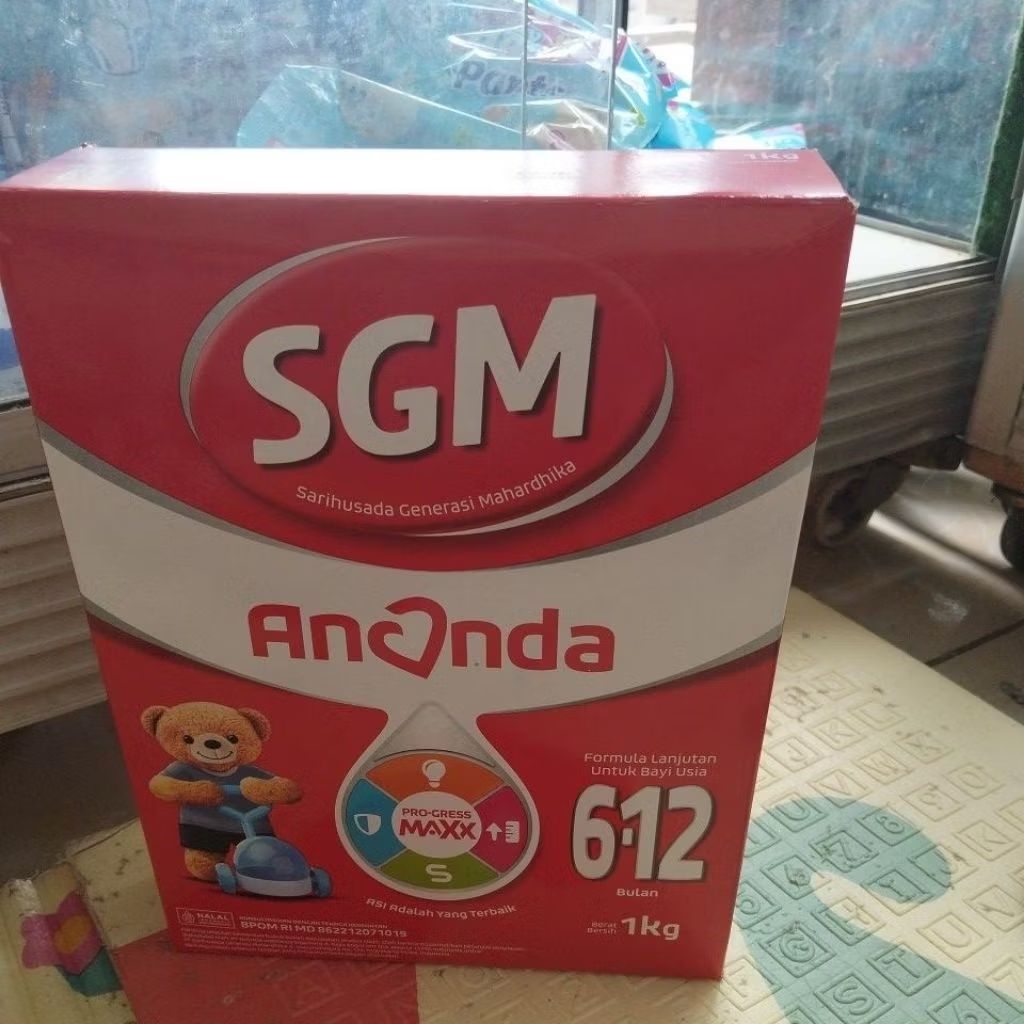 1kg
SGM
Sarihusada Generasi Mahardhika
Ananda
Formula Lanjutan
Untuk Bayi Usia
6-12
Bulan
PRO-GRESS
MAXX
ASI Adalah Yang Terbaik
HALAL
BPOM RI MD 862212071019
Berat
Bersih 1kg